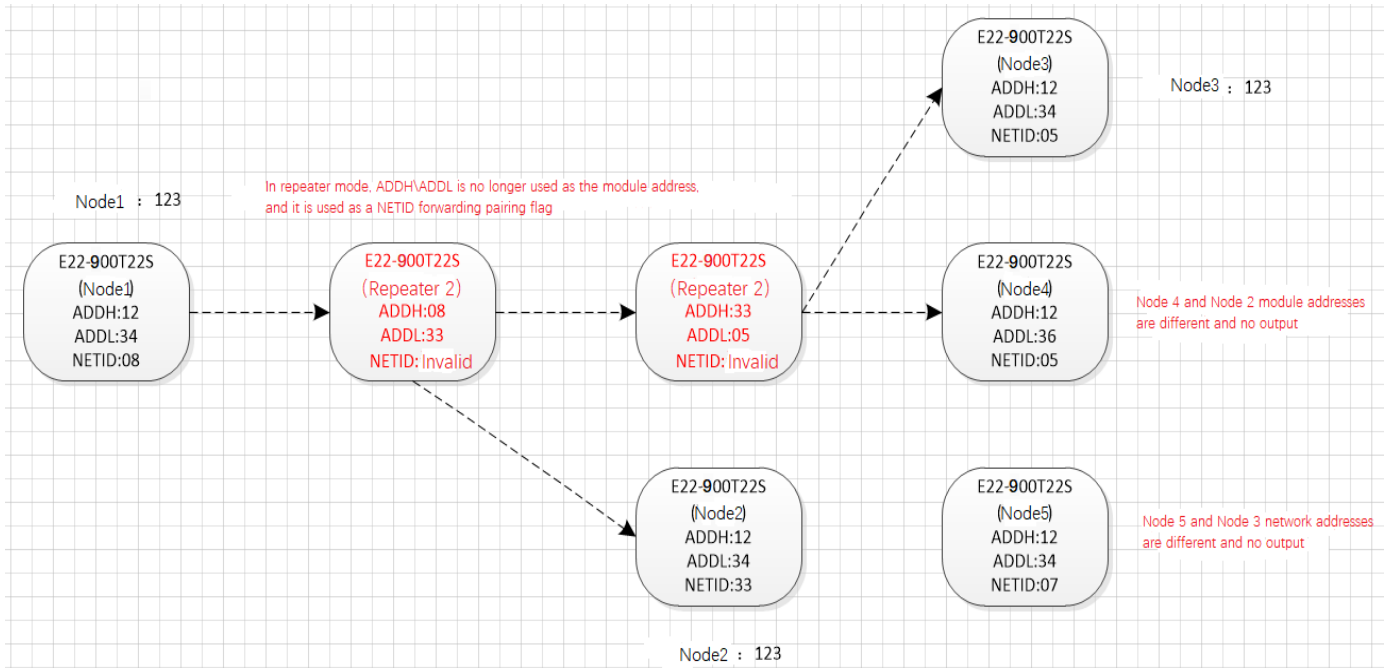 E22-900T22S
(Node3)
ADDH:12
ADDL:34
NETID:05
Node3 : 123
In repeater mode, ADDH\ADDL is no longer used as the module address,
and it is used as a NETID forwarding pairing flag
Node1 : 123
E22-900T22S
(Node1)
ADDH:12
ADDL:34
NETID:08
E22-900T22S
(Repeater 2)
ADDH:08
ADDL:33
NETID: Invalid
E22-900T22S
(Repeater 2)
ADDH:33
ADDL:05
NETID: Invalid
E22-900T22S
(Node4)
ADDH:12
ADDL:36
NETID:05
Node 4 and Node 2 module addresses
are different and no output
E22-900T22S
(Node2)
ADDH:12
ADDL:34
NETID:33
E22-900T22S
(Node5)
ADDH:12
ADDL:34
NETID:07
Node 5 and Node 3 network addresses
are different and no output
Node2 : 123